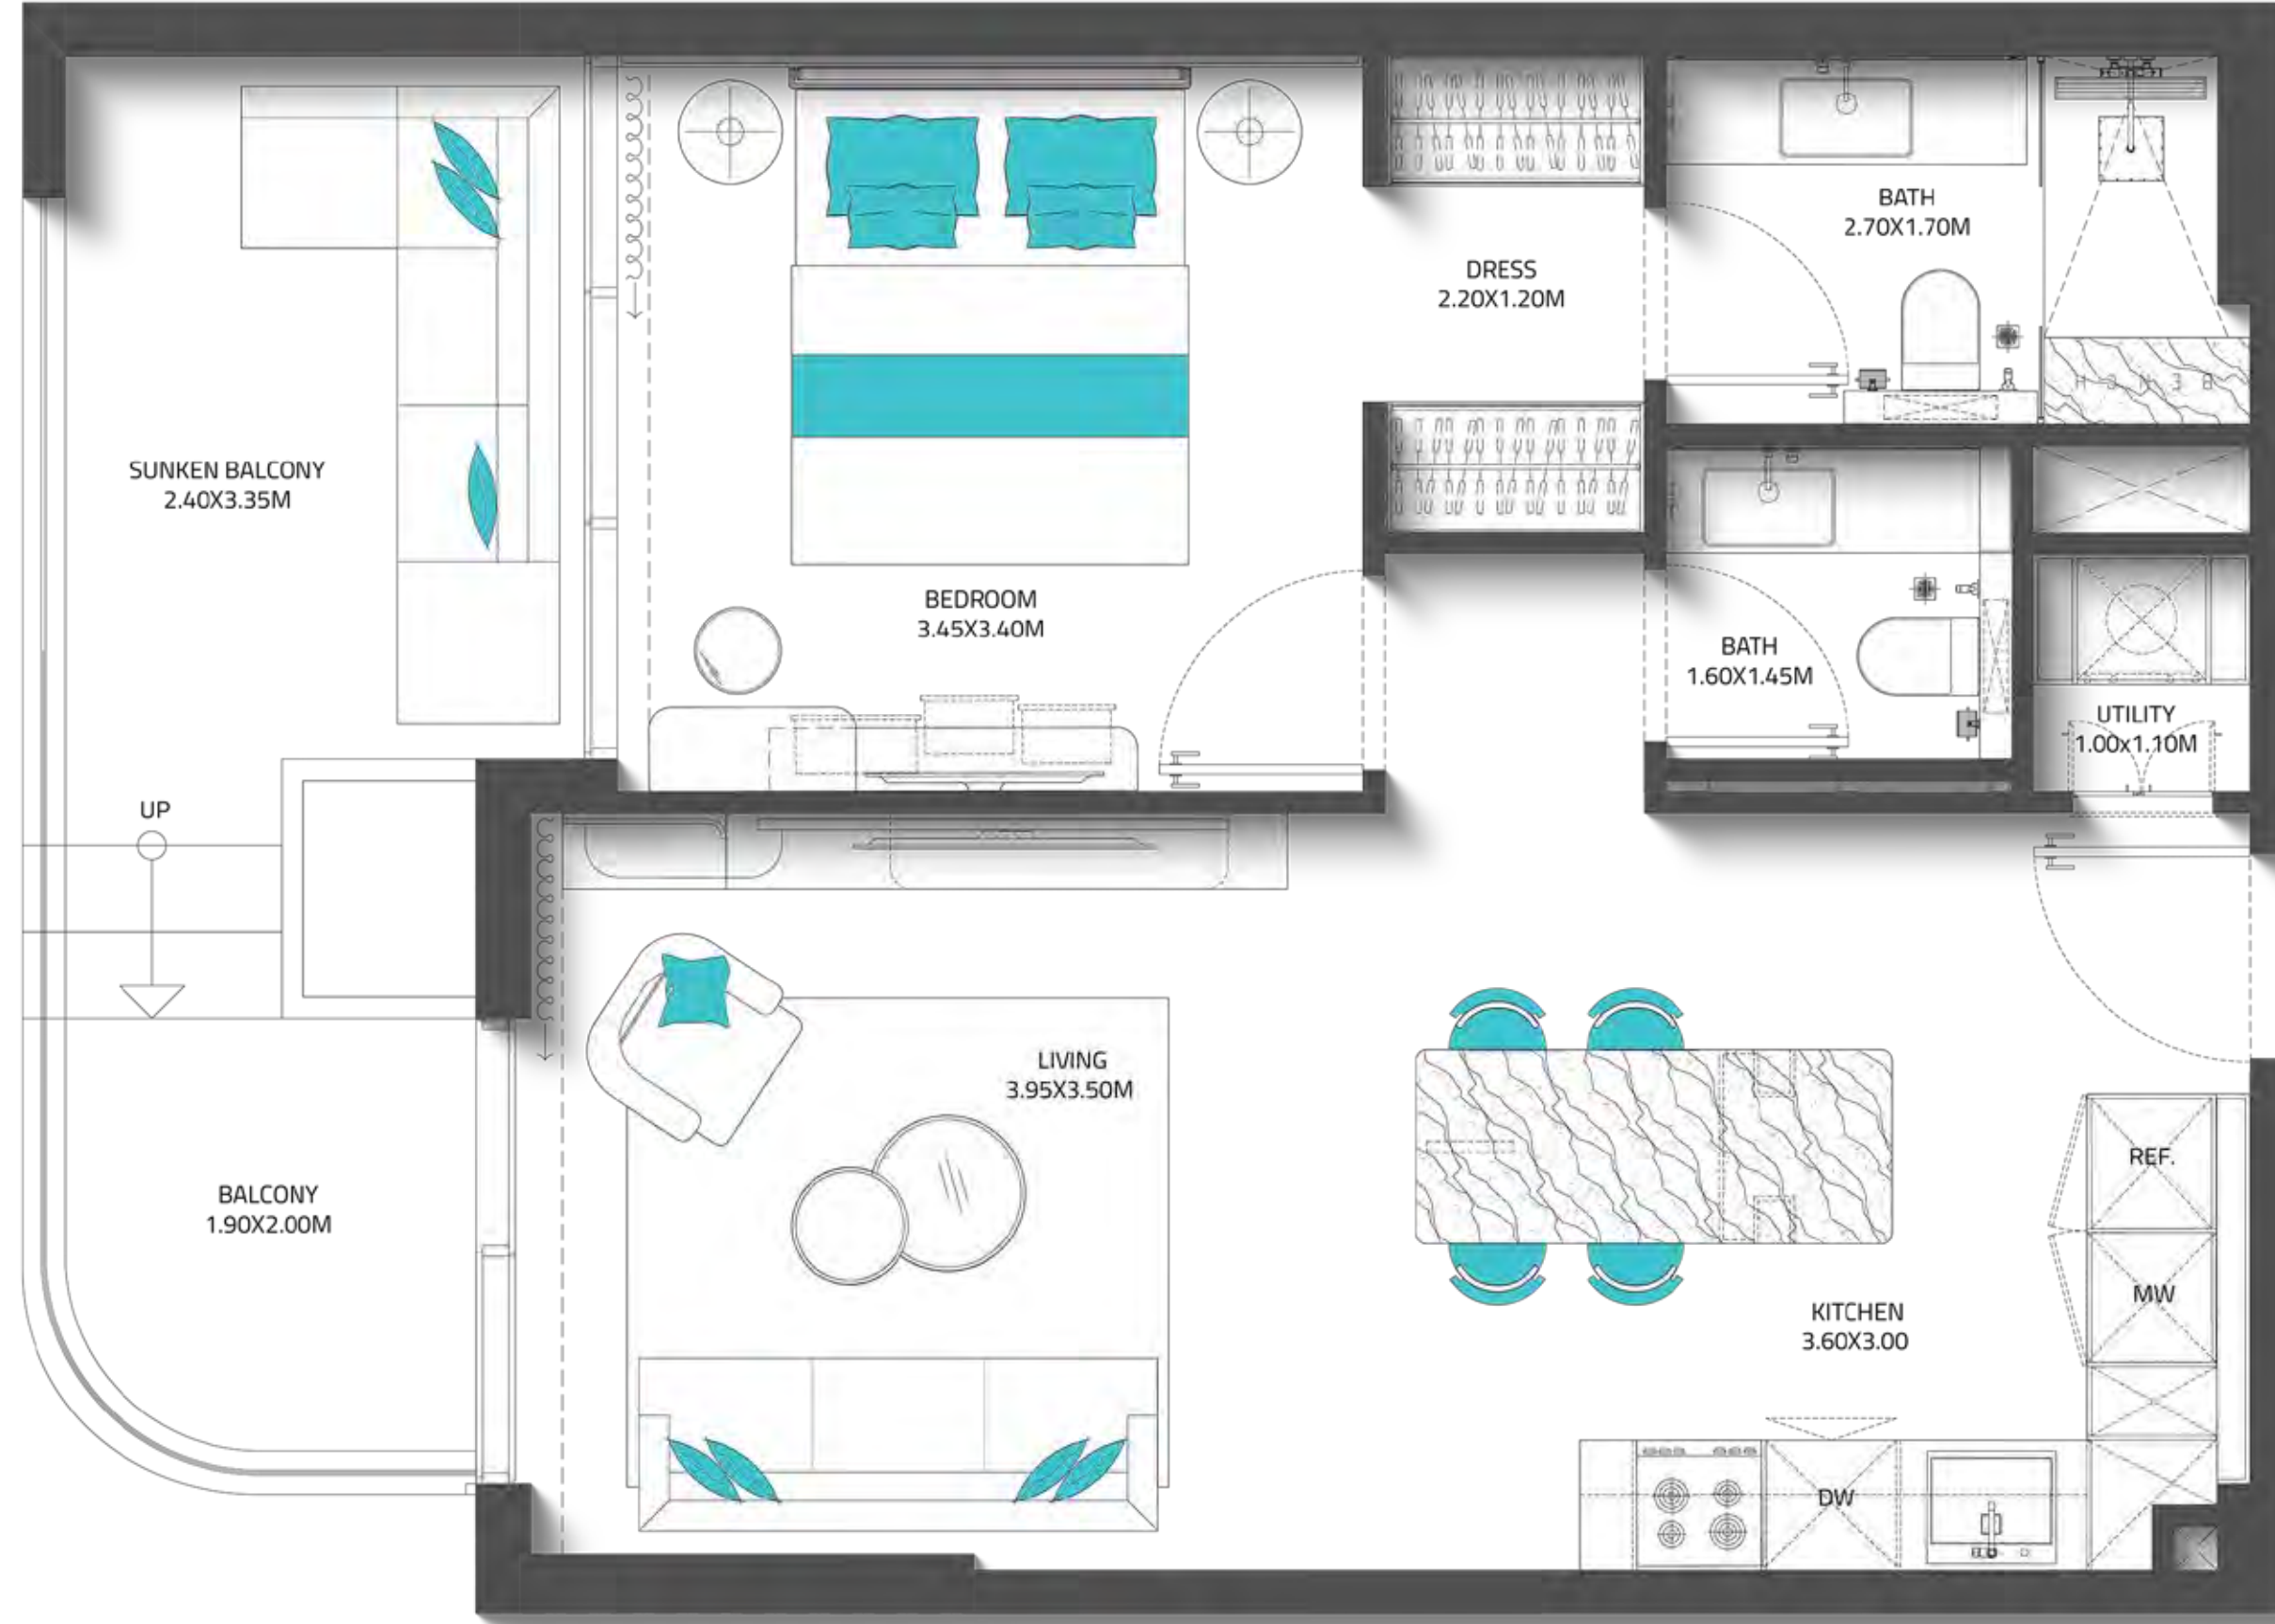 BATH
2.70X1.70M
DRESS
2.20X1.20M
SUNKEN BALCONY
2.40X3.35M
BEDROOM
3.45X3.40M
BATH
1.60X1.45M
UTILITY
1.00x1.10M
UP
LIVING
3.95X3.50M
BALCONY
1.90X2.00M
REF.
MW
KITCHEN
3.60X3.00
DW